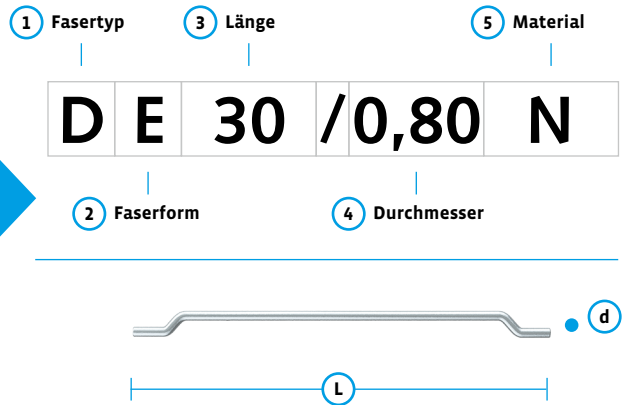 1 Fasertyp 3 Länge 5 Material
D E 30 /0,80 N
2 Faserform 4 Durchmesser
d
L